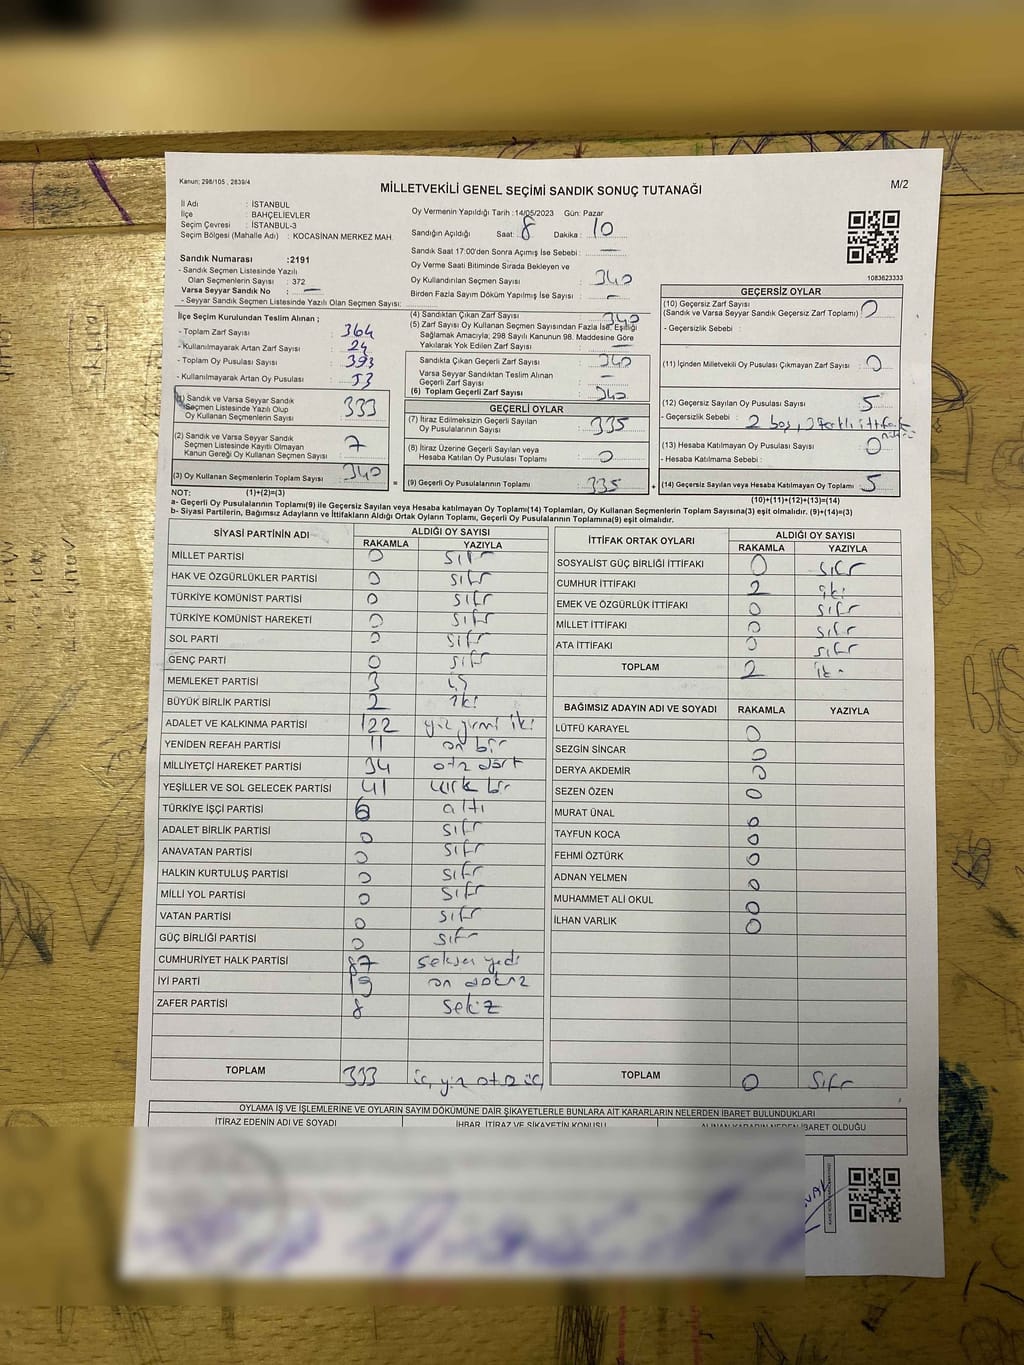 Kanun: 298/105 , 2839/4
MİLLETVEKİLİ GENEL SEÇİMİ SANDIK SONUÇ TUTANAĞI
M/2
İl Adı : İSTANBUL
İlçe : BAHÇELİEVLER
Seçim Çevresi : İSTANBUL-3
Seçim Bölgesi (Mahalle Adı) : KOCASİNAN MERKEZ MAH.
Sandık Numarası :2191
- Sandık Seçmen Listesinde Yazılı
Olan Seçmenlerin Sayısı : 372
Varsa Seyyar Sandık No : —
- Seyyar Sandık Seçmen Listesinde Yazılı Olan Seçmen Sayısı:
İlçe Seçim Kurulundan Teslim Alınan ;
- Toplam Zarf Sayısı : 364
- Kullanılmayarak Artan Zarf Sayısı : 24
- Toplam Oy Pusulası Sayısı : 393
- Kullanılmayarak Artan Oy Pusulası : 53
(1) Sandık ve Varsa Seyyar Sandık
Seçmen Listesinde Yazılı Olup
Oy Kullanan Seçmenlerin Sayısı : 333
(2) Sandık ve Varsa Seyyar Sandık
Seçmen Listesinde Kayıtlı Olmayan
Kanun Gereği Oy Kullanan Seçmen Sayısı : 7
(3) Oy Kullanan Seçmenlerin Toplam Sayısı : 340
Oy Vermenin Yapıldığı Tarih :14/05/2023 Gün: Pazar
Sandığın Açıldığı Saat: 8 Dakika : 10
Sandık Saat 17:00'den Sonra Açımış İse Sebebi : —
Oy Verme Saati Bitiminde Sırada Bekleyen ve
Oy Kullandırılan Seçmen Sayısı : 340
Birden Fazla Sayım Döküm Yapılmış İse Sayısı : —
(4) Sandıktan Çıkan Zarf Sayısı : 340
(5) Zarf Sayısı Oy Kullanan Seçmen Sayısından Fazla İse, Eşitliği
Sağlamak Amacıyla; 298 Sayılı Kanunun 98. Maddesine Göre
Yakılarak Yok Edilen Zarf Sayısı : —
Sandıkta Çıkan Geçerli Zarf Sayısı : 340
Varsa Seyyar Sandıktan Teslim Alınan
Geçerli Zarf Sayısı : —
(6) Toplam Geçerli Zarf Sayısı : 340
GEÇERLİ OYLAR
(7) İtiraz Edilmeksizin Geçerli Sayılan
Oy Pusulalarının Sayısı : 335
(8) İtiraz Üzerine Geçerli Sayılan veya
Hesaba Katılan Oy Pusulası Toplamı : 0
= (9) Geçerli Oy Pusulalarının Toplamı : 335 +
1083623333
GEÇERSİZ OYLAR
(10) Geçersiz Zarf Sayısı
(Sandık ve Varsa Seyyar Sandık Geçersiz Zarf Toplamı) : 0
- Geçersizlik Sebebi :
(11) İçinden Milletvekili Oy Pusulası Çıkmayan Zarf Sayısı : 0
(12) Geçersiz Sayılan Oy Pusulası Sayısı : 5
- Geçersizlik Sebebi : 2 boş, 3 farklı ittifak
(13) Hesaba Katılmayan Oy Pusulası Sayısı : 0
- Hesaba Katılmama Sebebi :
(14) Geçersiz Sayılan veya Hesaba Katılmayan Oy Toplamı : 5
NOT: (1)+(2)=(3)
(10)+(11)+(12)+(13)=(14)
a- Geçerli Oy Pusulalarının Toplamı(9) ile Geçersiz Sayılan veya Hesaba katılmayan Oy Toplamı(14) Toplamları, Oy Kullanan Seçmenlerin Toplam Sayısına(3) eşit olmalıdır. (9)+(14)=(3)
b- Siyasi Partilerin, Bağımsız Adayların ve İttifakların Aldığı Ortak Oyların Toplamı, Geçerli Oy Pusulalarının Toplamına(9) eşit olmalıdır.
SİYASİ PARTİNİN ADI ALDIĞI OY SAYISI
RAKAMLA YAZIYLA
MİLLET PARTİSİ 0 sıfır
HAK VE ÖZGÜRLÜKLER PARTİSİ 0 sıfır
TÜRKİYE KOMÜNİST PARTİSİ 0 sıfır
TÜRKİYE KOMÜNİST HAREKETİ 0 sıfır
SOL PARTİ 0 sıfır
GENÇ PARTİ 0 sıfır
MEMLEKET PARTİSİ 3 üç
BÜYÜK BİRLİK PARTİSİ 2 iki
ADALET VE KALKINMA PARTİSİ 122 yüz yirmi iki
YENİDEN REFAH PARTİSİ 11 on bir
MİLLİYETÇİ HAREKET PARTİSİ 34 otuz dört
YEŞİLLER VE SOL GELECEK PARTİSİ 41 kırk bir
TÜRKİYE İŞÇİ PARTİSİ 6 altı
ADALET BİRLİK PARTİSİ 0 sıfır
ANAVATAN PARTİSİ 0 sıfır
HALKIN KURTULUŞ PARTİSİ 0 sıfır
MİLLİ YOL PARTİSİ 0 sıfır
VATAN PARTİSİ 0 sıfır
GÜÇ BİRLİĞİ PARTİSİ 0 sıfır
CUMHURİYET HALK PARTİSİ 87 seksen yedi
İYİ PARTİ 19 on dokuz
ZAFER PARTİSİ 8 sekiz
TOPLAM 333 üç yüz otuz üç
İTTİFAK ORTAK OYLARI ALDIĞI OY SAYISI
RAKAMLA YAZIYLA
SOSYALİST GÜÇ BİRLİĞİ İTTİFAKI 0 sıfır
CUMHUR İTTİFAKI 2 iki
EMEK VE ÖZGÜRLÜK İTTİFAKI 0 sıfır
MİLLET İTTİFAKI 0 sıfır
ATA İTTİFAKI 0 sıfır
TOPLAM 2 iki
BAĞIMSIZ ADAYIN ADI VE SOYADI RAKAMLA YAZIYLA
LÜTFÜ KARAYEL 0
SEZGİN SİNCAR 0
DERYA AKDEMİR 0
SEZEN ÖZEN 0
MURAT ÜNAL 0
TAYFUN KOCA 0
FEHMİ ÖZTÜRK 0
ADNAN YELMEN 0
MUHAMMET ALİ OKUL 0
İLHAN VARLIK 0
TOPLAM 0 sıfır
OYLAMA İŞ VE İŞLEMLERİNE VE OYLARIN SAYIM DÖKÜMÜNE DAİR ŞİKAYETLERLE BUNLARA AİT KARARLARIN NELERDEN İBARET BULUNDUKLARI
İTİRAZ EDENİN ADI VE SOYADI İHBAR, İTİRAZ VE ŞİKAYETİN KONUSU ALINAN KARARIN NEDEN İBARET OLDUĞU